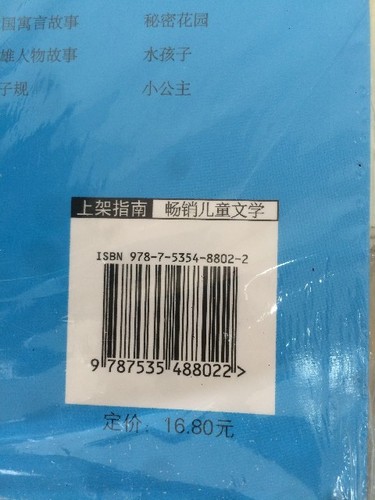 国寓言故事 秘密花园
雄人物故事 水孩子
子规 小公主
上架指南 畅销儿童文学
ISBN 978-7-5354-8802-2
9 787535 488022>
定价: 16.80元